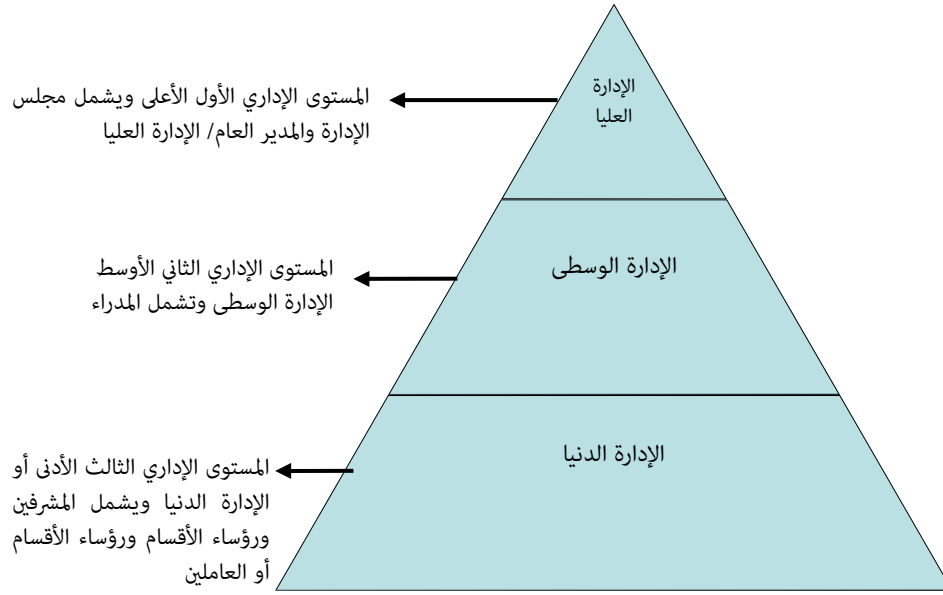 الإدارة
العليا
المستوى الإداري الأول الأعلى ويشمل مجلس
الإدارة والمدير العام/ الإدارة العليا
الإدارة الوسطى
المستوى الإداري الثاني الأوسط
الإدارة الوسطى وتشمل المدراء
الإدارة الدنيا
المستوى الإداري الثالث الأدنى أو
الإدارة الدنيا ويشمل المشرفين
ورؤساء الأقسام ورؤساء الأقسام
أو العاملين